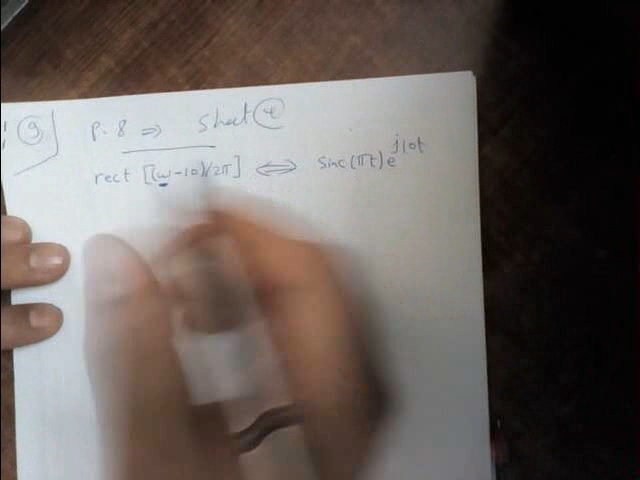 9
P. 8 ⇒ sheet 4
rect [(ω-10)/2π] ⇔ sinc(πt) e^{j10t}